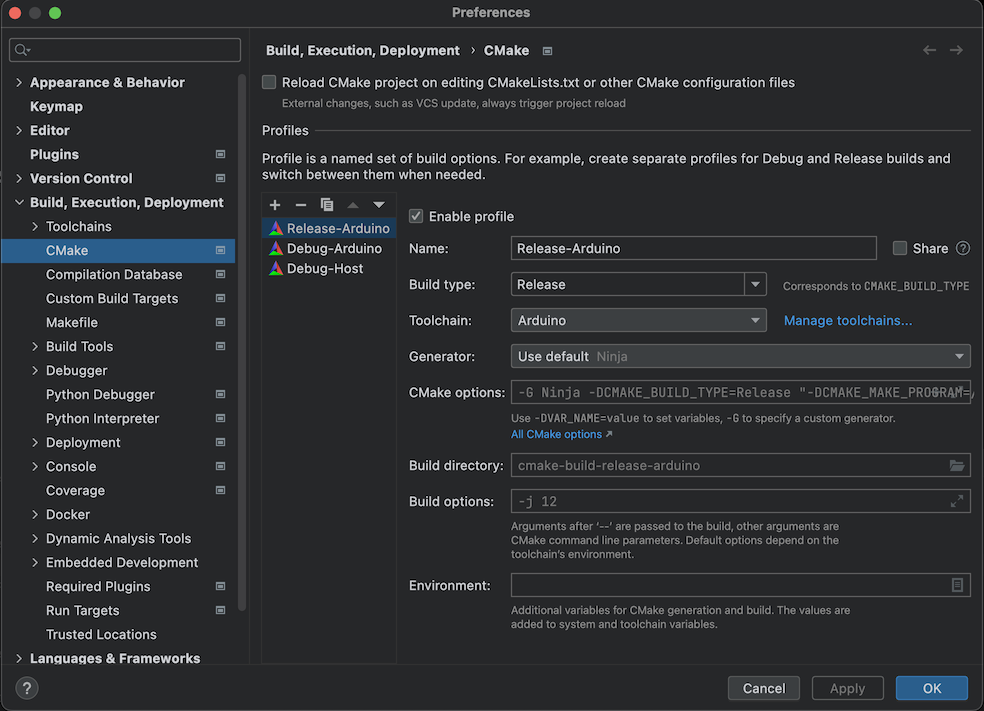 Preferences
Appearance & Behavior
Keymap
Editor
Plugins
Version Control
Build, Execution, Deployment
Toolchains
CMake
Compilation Database
Custom Build Targets
Makefile
Build Tools
Debugger
Python Debugger
Python Interpreter
Deployment
Console
Coverage
Docker
Dynamic Analysis Tools
Embedded Development
Required Plugins
Run Targets
Trusted Locations
Languages & Frameworks
?
Build, Execution, Deployment › CMake
Reload CMake project on editing CMakeLists.txt or other CMake configuration files
External changes, such as VCS update, always trigger project reload
Profiles
Profile is a named set of build options. For example, create separate profiles for Debug and Release builds and
switch between them when needed.
Release-Arduino
Debug-Arduino
Debug-Host
Enable profile
Name: Release-Arduino Share ?
Build type: Release Corresponds to CMAKE_BUILD_TYPE
Toolchain: Arduino Manage toolchains...
Generator: Use default Ninja
CMake options: -G Ninja -DCMAKE_BUILD_TYPE=Release "-DCMAKE_MAKE_PROGRAM=
Use -DVAR_NAME=value to set variables, -G to specify a custom generator.
All CMake options ↗
Build directory: cmake-build-release-arduino
Build options: -j 12
Arguments after ‘--’ are passed to the build, other arguments are
CMake command line parameters. Default options depend on the
toolchain’s environment.
Environment:
Additional variables for CMake generation and build. The values are
added to system and toolchain variables.
Cancel Apply OK